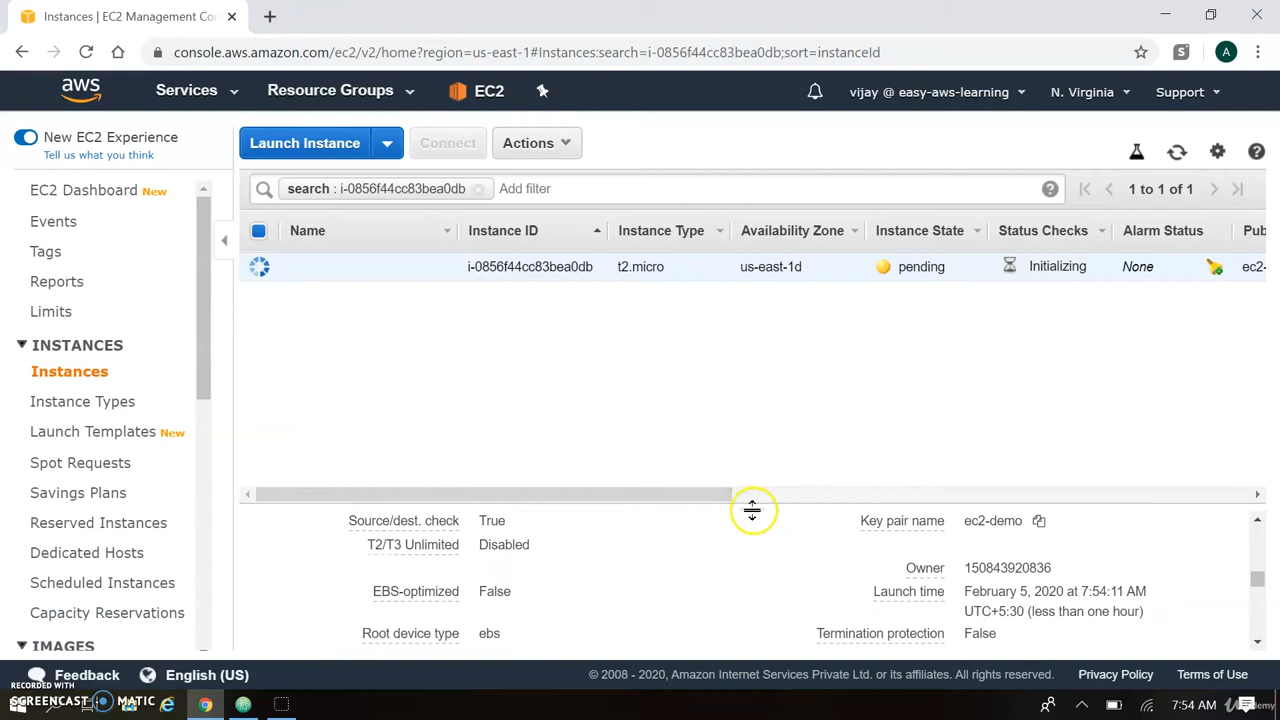 Instances | EC2 Management Co
console.aws.amazon.com/ec2/v2/home?region=us-east-1#Instances:search=i-0856f44cc83bea0db;sort=instanceId
S
A
aws
Services
Resource Groups
EC2
vijay @ easy-aws-learning
N. Virginia
Support
New EC2 Experience
Tell us what you think
EC2 Dashboard New
Events
Tags
Reports
Limits
INSTANCES
Instances
Instance Types
Launch Templates New
Spot Requests
Savings Plans
Reserved Instances
Dedicated Hosts
Scheduled Instances
Capacity Reservations
IMAGES
Launch Instance
Connect
Actions
search : i-0856f44cc83bea0db
Add filter
1 to 1 of 1
Name Instance ID Instance Type Availability Zone Instance State Status Checks Alarm Status Pub
i-0856f44cc83bea0db t2.micro us-east-1d pending Initializing None ec2-
Source/dest. check True
Key pair name ec2-demo
T2/T3 Unlimited Disabled
Owner 150843920836
EBS-optimized False
Launch time February 5, 2020 at 7:54:11 AM
UTC+5:30 (less than one hour)
Root device type ebs
Termination protection False
Feedback
English (US)
© 2008 - 2020, Amazon Internet Services Private Ltd. or its affiliates. All rights reserved.
Privacy Policy
Terms of Use
RECORDED WITH
SCREENCAST MATIC
7:54 AM
Udemy